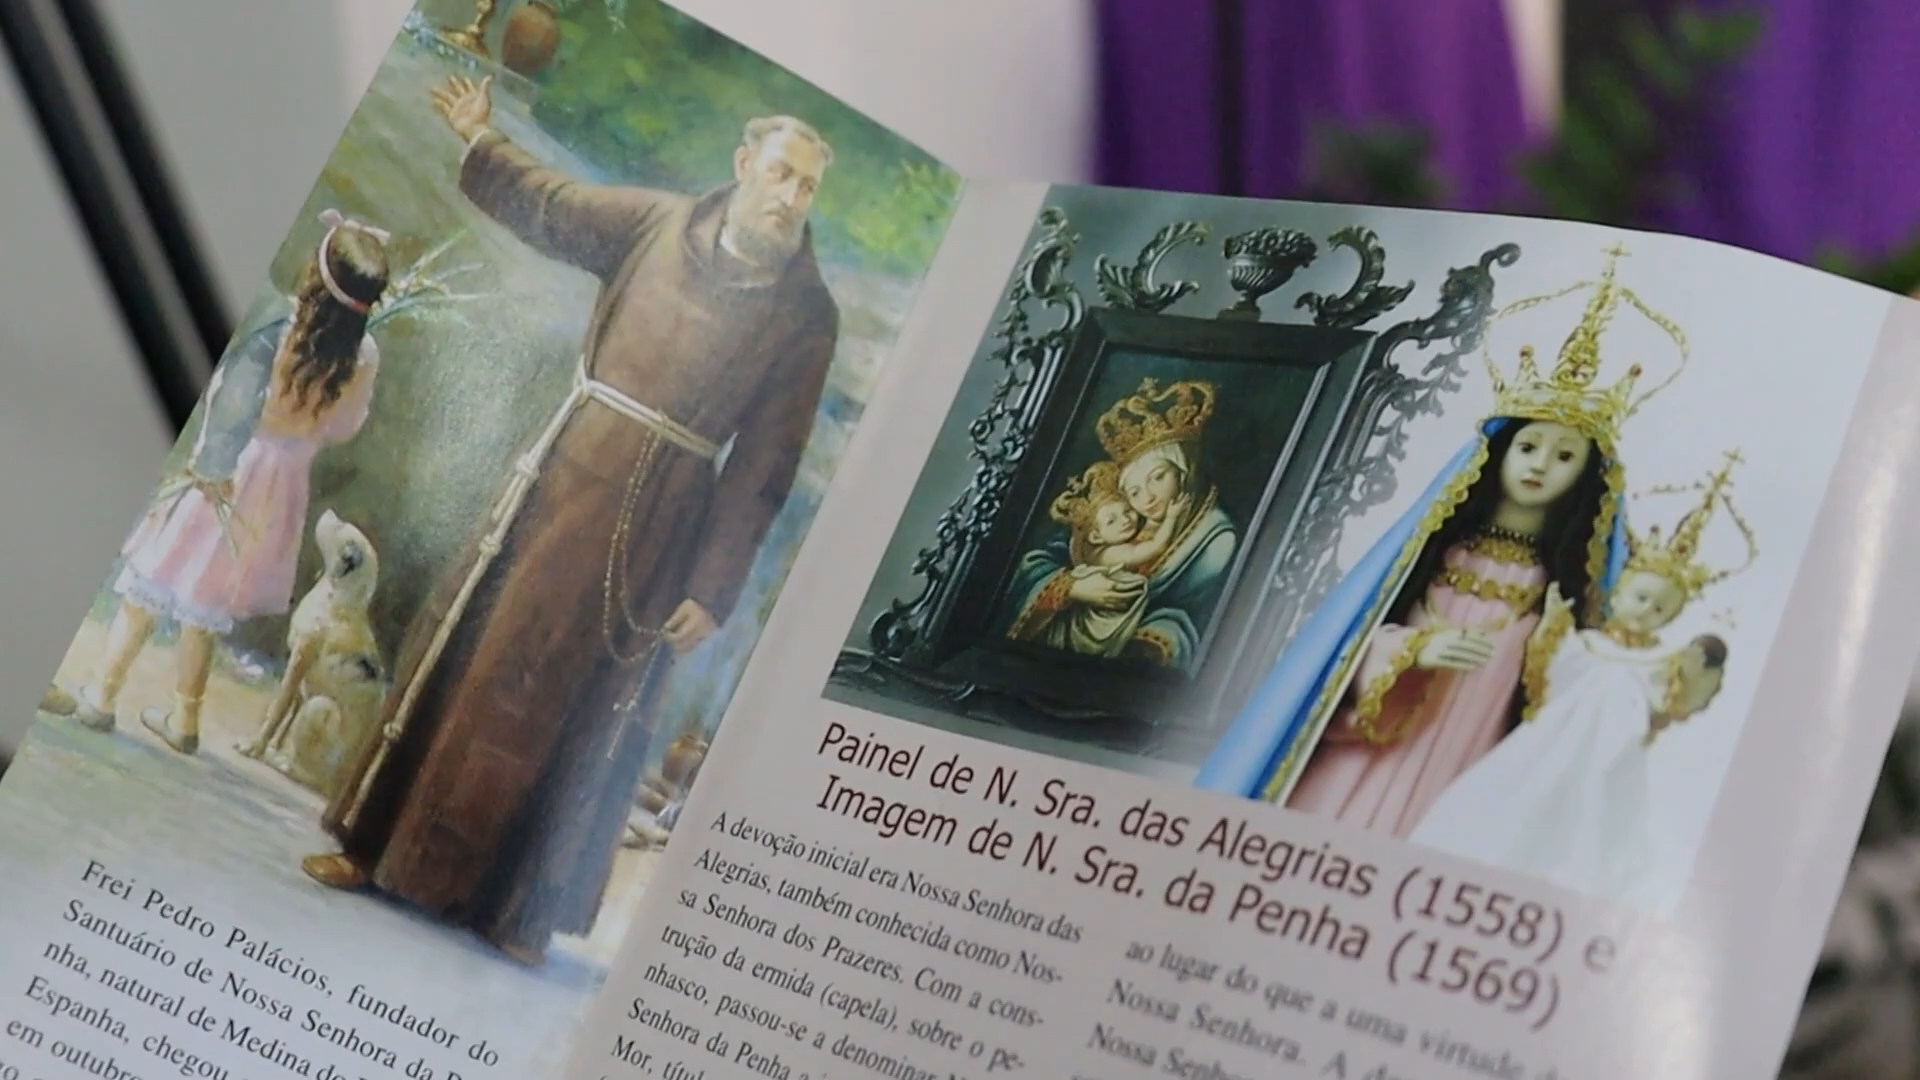 Frei Pedro Palácios, fundador do
Santuário de Nossa Senhora da
nha, natural de Medina do
Espanha, chegou
em outubro
Painel de N. Sra. das Alegrias (1558) e
Imagem de N. Sra. da Penha (1569)
A devoção inicial era Nossa Senhora das
Alegrias, também conhecida como Nos-
sa Senhora dos Prazeres. Com a cons-
trução da ermida (capela), sobre o pe-
nhasco, passou-se a denominar
Senhora da Penha
Mor,
ao lugar do que a uma virtude
Nossa Senhora. A
Nossa